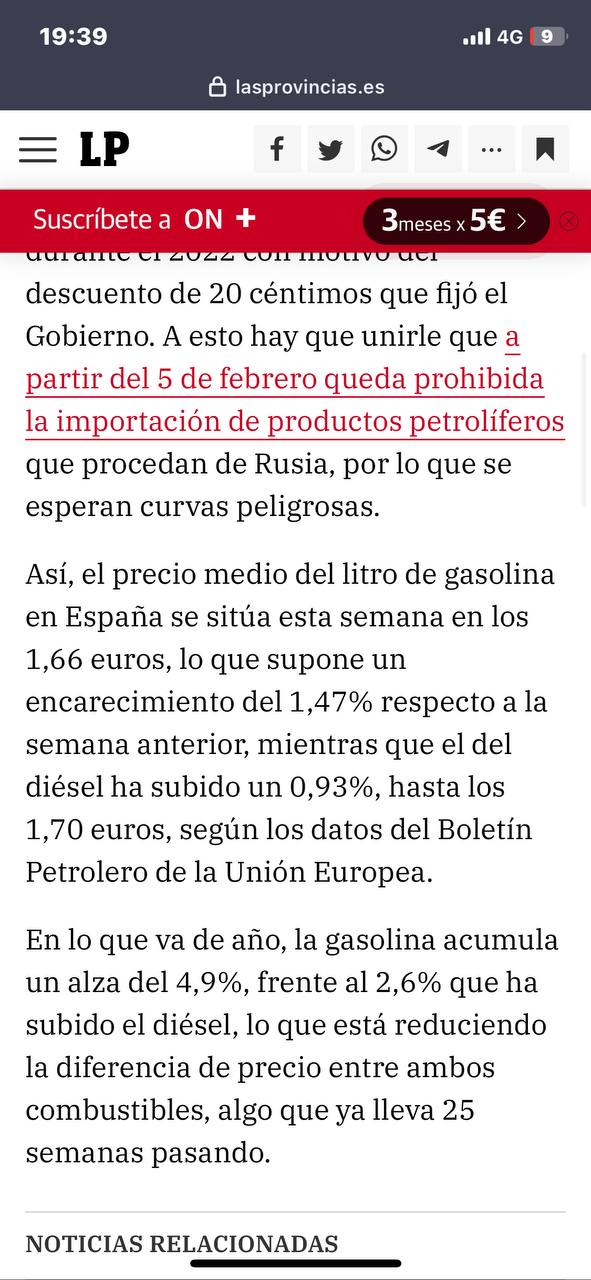 19:39
4G 9
lasprovincias.es
LP
Suscríbete a ON +
3 meses x 5€ >
durante el 2022 con motivo del
descuento de 20 céntimos que fijó el
Gobierno. A esto hay que unirle que a
partir del 5 de febrero queda prohibida
la importación de productos petrolíferos
que procedan de Rusia, por lo que se
esperan curvas peligrosas.
Así, el precio medio del litro de gasolina
en España se sitúa esta semana en los
1,66 euros, lo que supone un
encarecimiento del 1,47% respecto a la
semana anterior, mientras que el del
diésel ha subido un 0,93%, hasta los
1,70 euros, según los datos del Boletín
Petrolero de la Unión Europea.
En lo que va de año, la gasolina acumula
un alza del 4,9%, frente al 2,6% que ha
subido el diésel, lo que está reduciendo
la diferencia de precio entre ambos
combustibles, algo que ya lleva 25
semanas pasando.
NOTICIAS RELACIONADAS